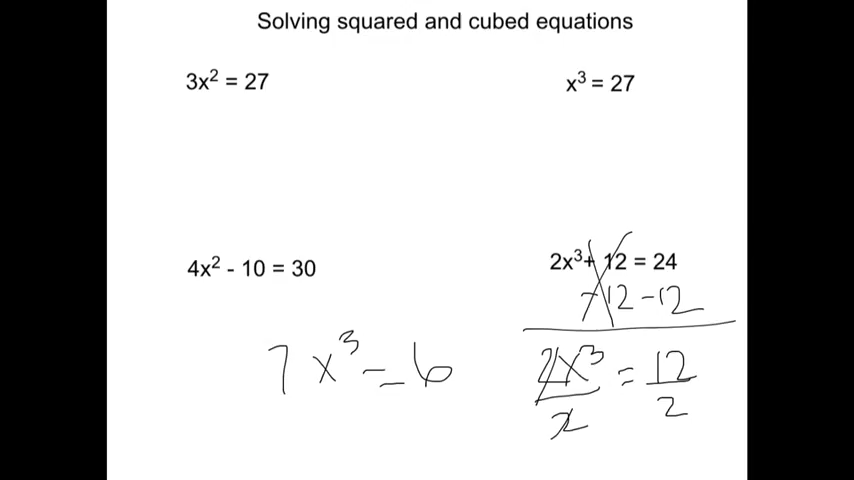 Solving squared and cubed equations
3x² = 27
x³ = 27
4x² - 10 = 30
2x³ + 12 = 24
-12 -12
2x³ = 12
2 2
1x³ = 6